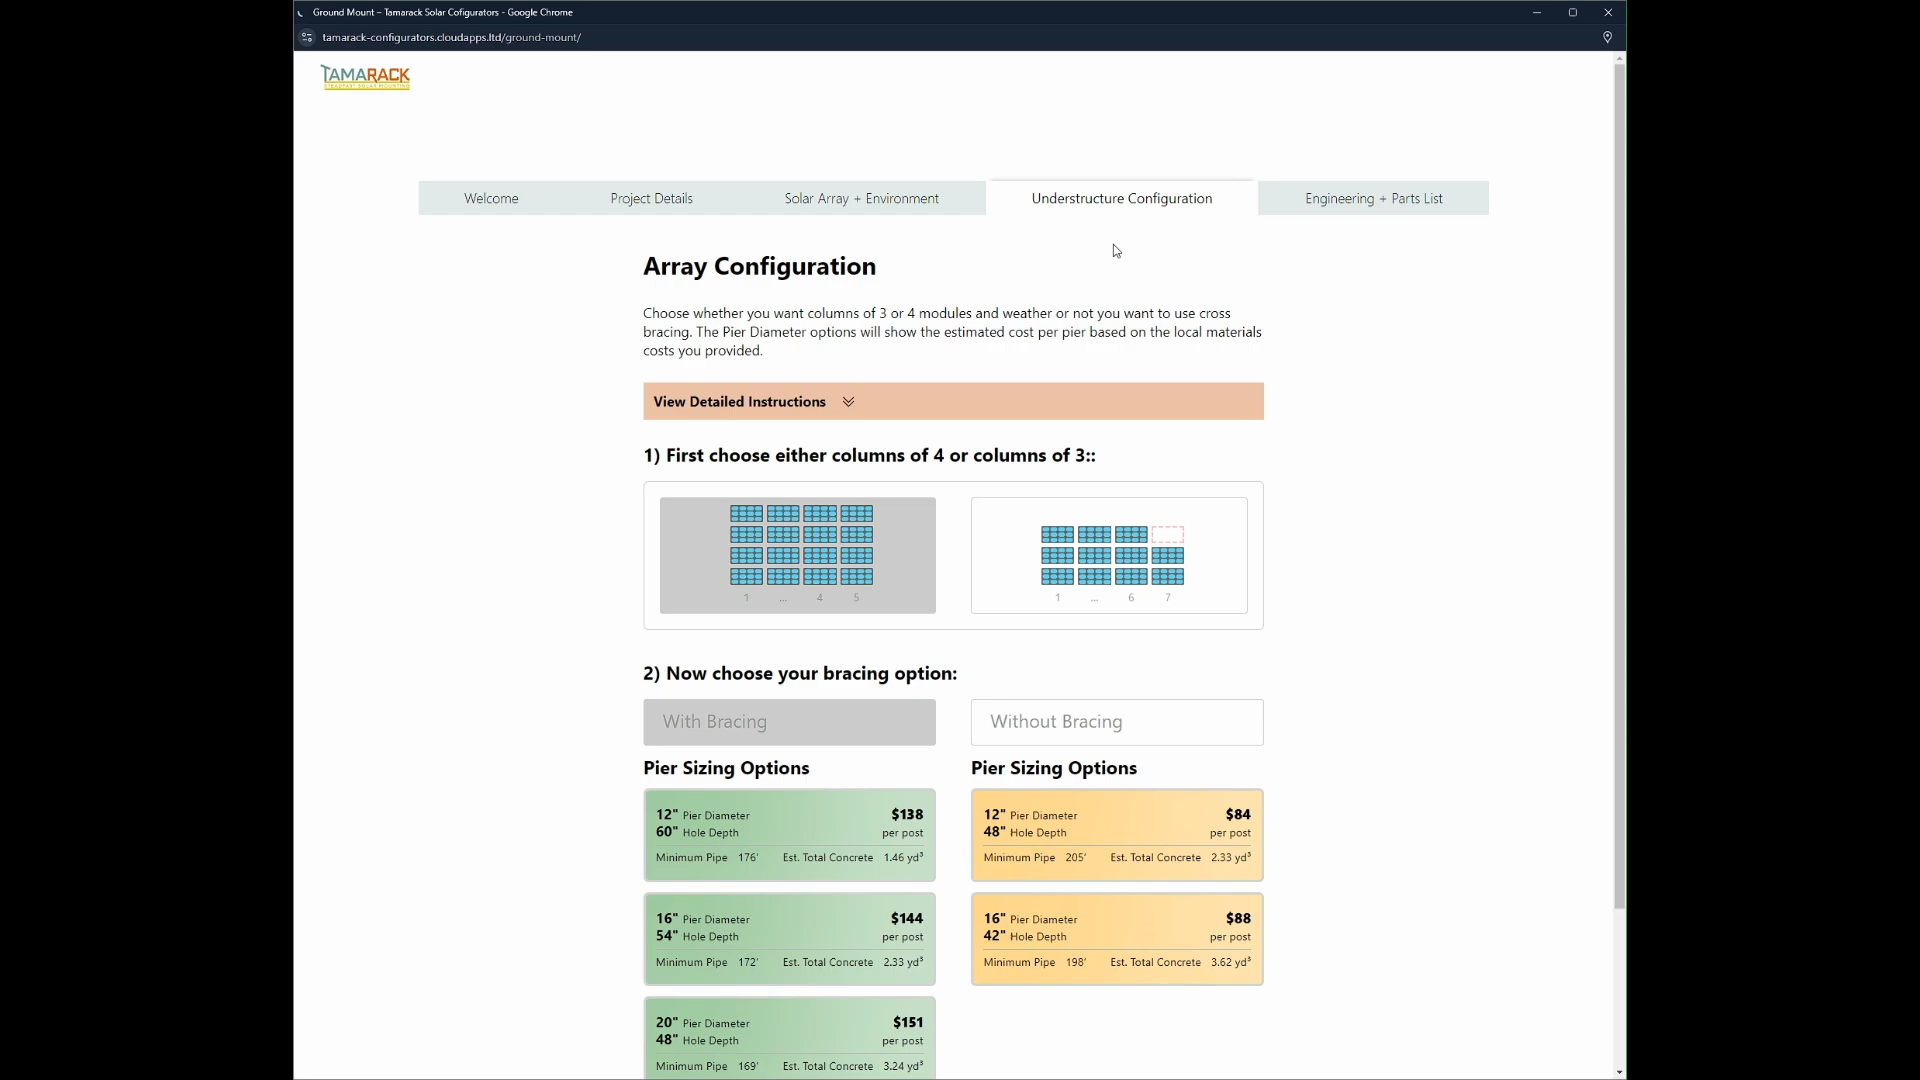 Ground Mount – Tamarack Solar Cofigurators - Google Chrome
tamarack-configurators.cloudapps.ltd/ground-mount/
TAMARACK
STEADFAST SOLAR MOUNTING
Welcome
Project Details
Solar Array + Environment
Understructure Configuration
Engineering + Parts List
Array Configuration
Choose whether you want columns of 3 or 4 modules and weather or not you want to use cross
bracing. The Pier Diameter options will show the estimated cost per pier based on the local materials
costs you provided.
View Detailed Instructions
1) First choose either columns of 4 or columns of 3::
1 ... 4 5
1 ... 6 7
2) Now choose your bracing option:
With Bracing
Without Bracing
Pier Sizing Options
12" Pier Diameter $138
60" Hole Depth per post
Minimum Pipe 176' Est. Total Concrete 1.46 yd³
16" Pier Diameter $144
54" Hole Depth per post
Minimum Pipe 172' Est. Total Concrete 2.33 yd³
20" Pier Diameter $151
48" Hole Depth per post
Minimum Pipe 169' Est. Total Concrete 3.24 yd³
Pier Sizing Options
12" Pier Diameter $84
48" Hole Depth per post
Minimum Pipe 205' Est. Total Concrete 2.33 yd³
16" Pier Diameter $88
42" Hole Depth per post
Minimum Pipe 198' Est. Total Concrete 3.62 yd³